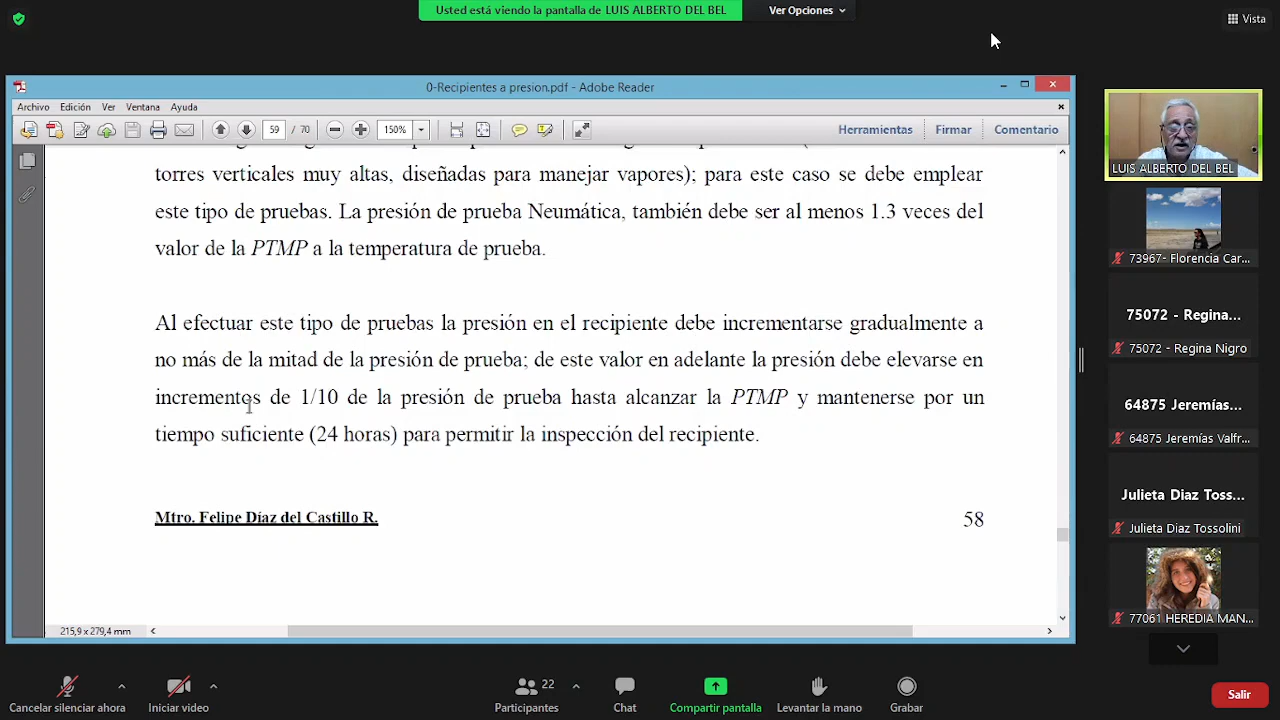 Usted está viendo la pantalla de LUIS ALBERTO DEL BEL
Ver Opciones
Vista
0-Recipientes a presion.pdf - Adobe Reader
Archivo Edición Ver Ventana Ayuda
59 / 70 150% Herramientas Firmar Comentario
torres verticales muy altas, diseñadas para manejar vapores); para este caso se debe emplear
este tipo de pruebas. La presión de prueba Neumática, también debe ser al menos 1.3 veces del
valor de la PTMP a la temperatura de prueba.
Al efectuar este tipo de pruebas la presión en el recipiente debe incrementarse gradualmente a
no más de la mitad de la presión de prueba; de este valor en adelante la presión debe elevarse en
incrementos de 1/10 de la presión de prueba hasta alcanzar la PTMP y mantenerse por un
tiempo suficiente (24 horas) para permitir la inspección del recipiente.
Mtro. Felipe Díaz del Castillo R.
58
215,9 x 279,4 mm
LUIS ALBERTO DEL BEL
73967- Florencia Car...
75072 - Regina...
75072 - Regina Nigro
64875 Jeremías...
64875 Jeremías Valfr...
Julieta Diaz Toss...
Julieta Diaz Tossolini
77061 HEREDIA MAN...
Cancelar silenciar ahora
Iniciar video
22
Participantes
Chat
Compartir pantalla
Levantar la mano
Grabar
Salir